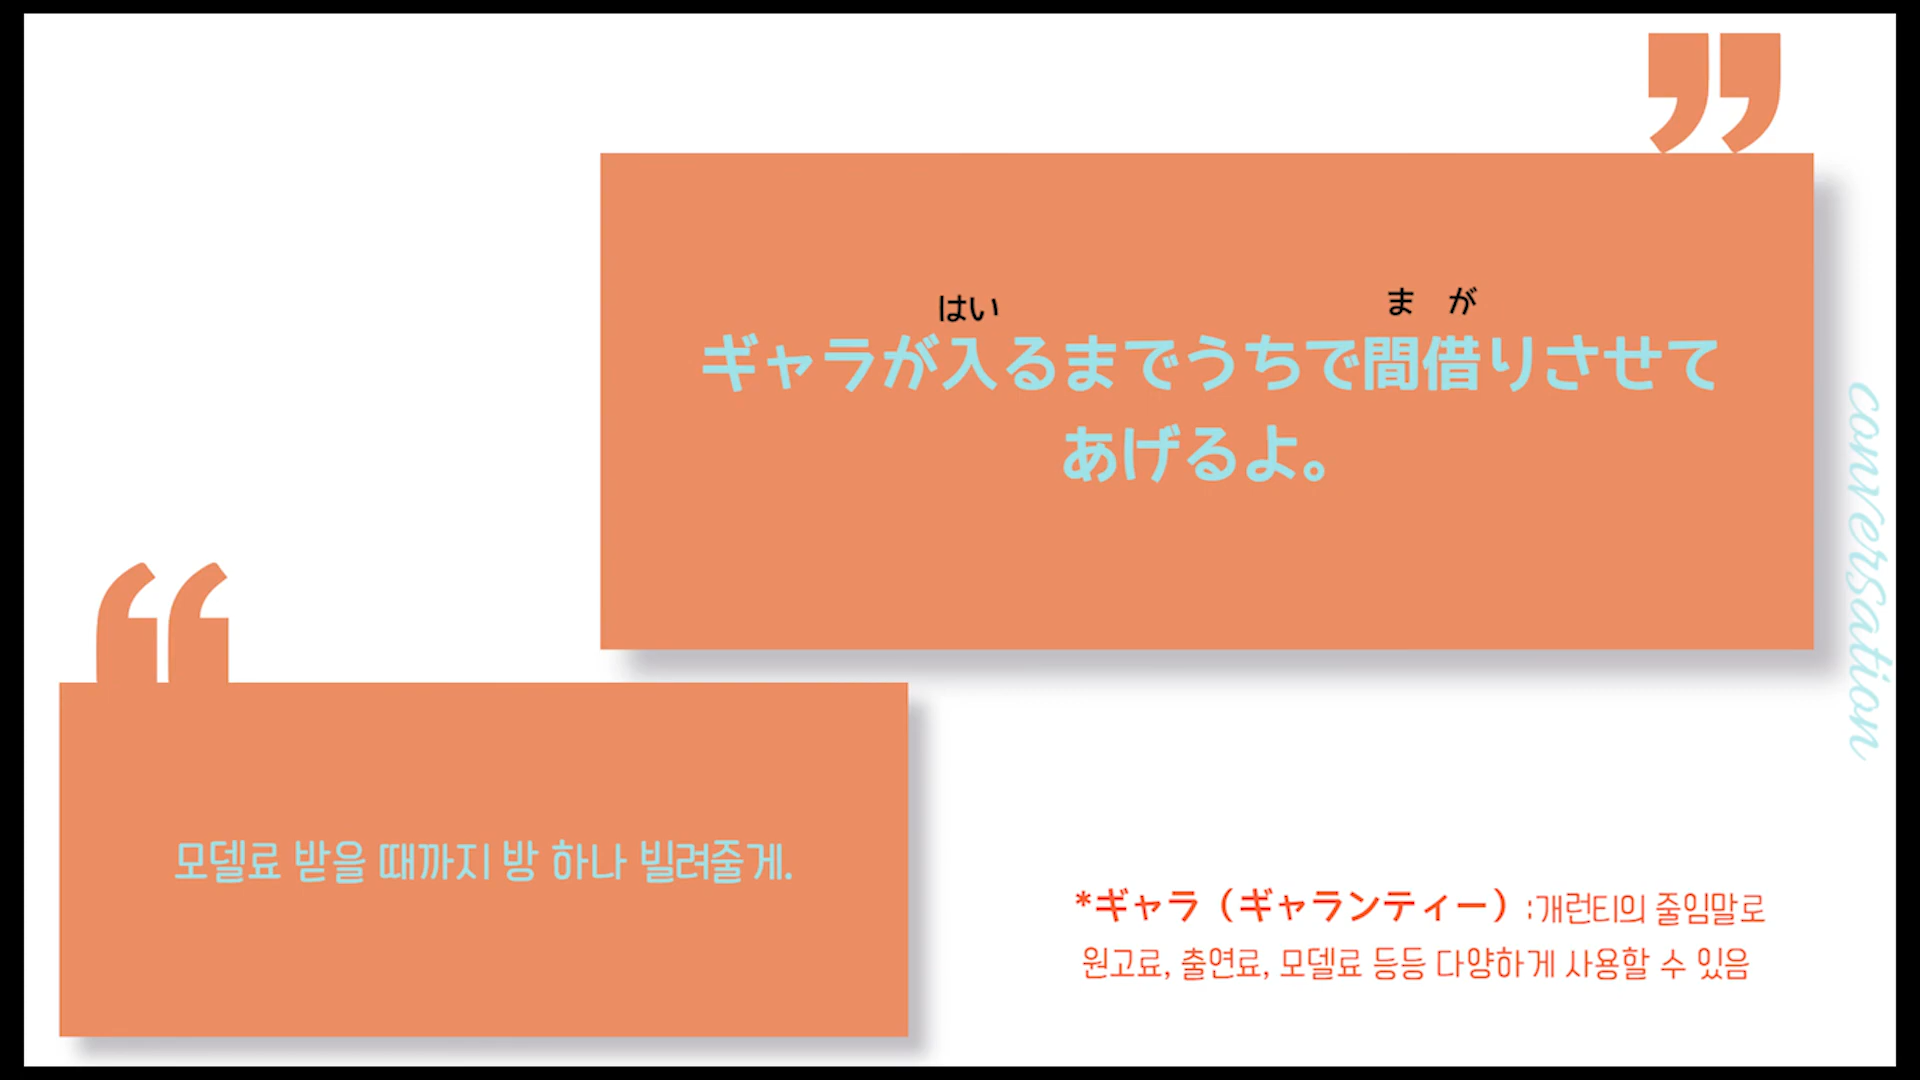 はい ま が
ギャラが入るまでうちで間借りさせて
あげるよ。
conversation
모델료 받을 때까지 방 하나 빌려줄게.
*ギャラ（ギャランティー）:개런티의 줄임말로
원고료, 출연료, 모델료 등등 다양하게 사용할 수 있음